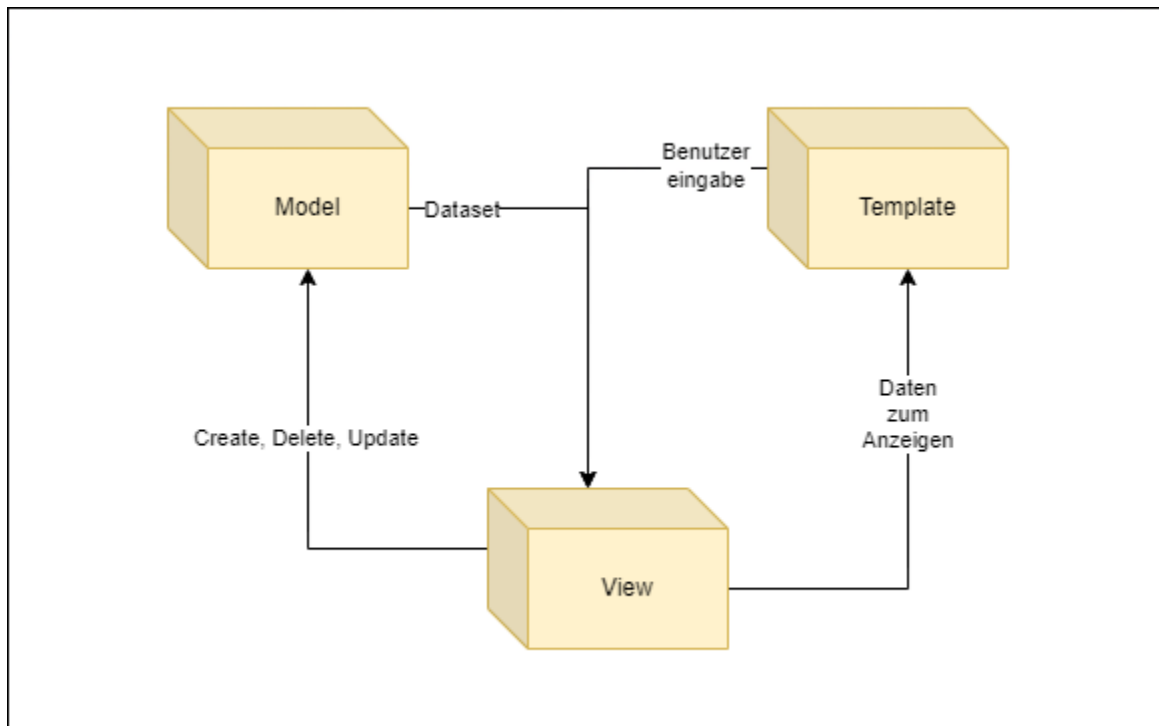 Benutzer
eingabe
Model
Dataset
Template
Daten
zum
Anzeigen
Create, Delete, Update
View